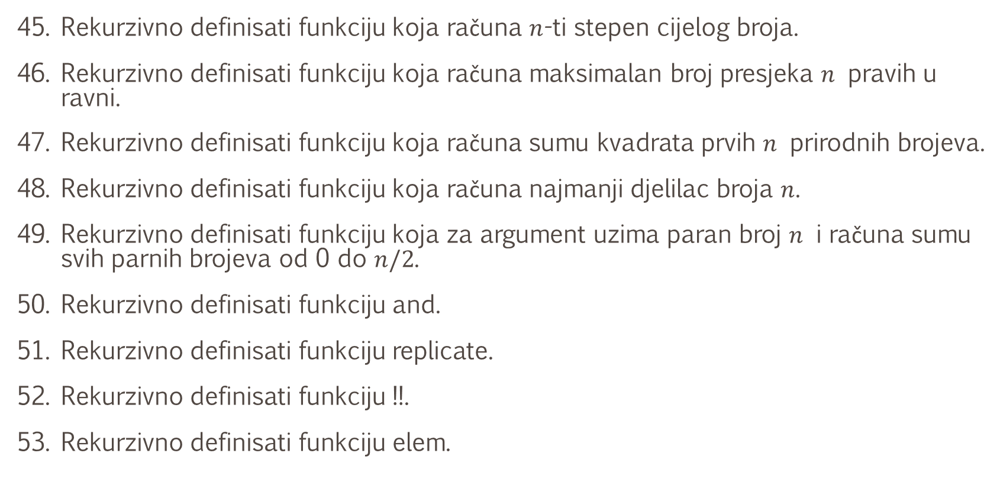 45. Rekurzivno definisati funkciju koja računa n-ti stepen cijelog broja.
46. Rekurzivno definisati funkciju koja računa maksimalan broj presjeka n pravih u
ravni.
47. Rekurzivno definisati funkciju koja računa sumu kvadrata prvih n prirodnih brojeva.
48. Rekurzivno definisati funkciju koja računa najmanji djelilac broja n.
49. Rekurzivno definisati funkciju koja za argument uzima paran broj n i računa sumu
svih parnih brojeva od 0 do n/2.
50. Rekurzivno definisati funkciju and.
51. Rekurzivno definisati funkciju replicate.
52. Rekurzivno definisati funkciju !!.
53. Rekurzivno definisati funkciju elem.